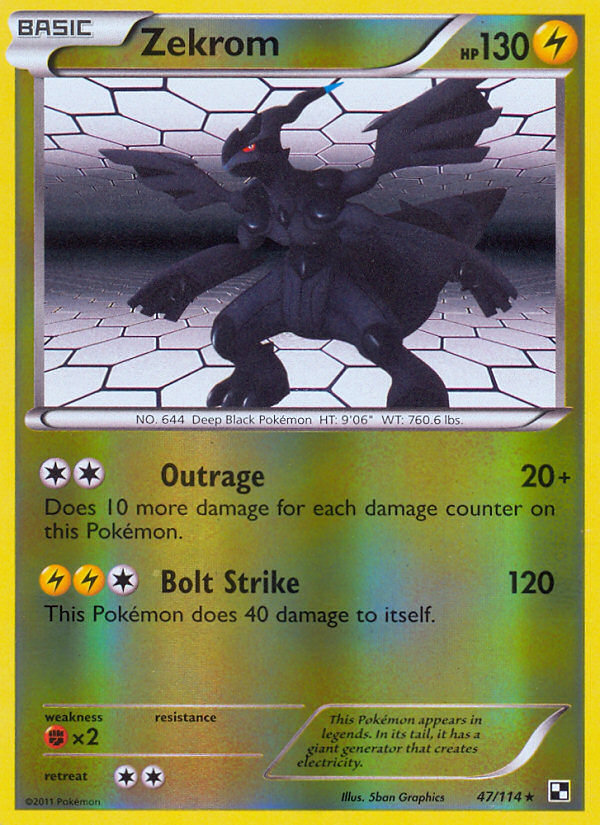 BASIC
Zekrom
HP130
NO. 644 Deep Black Pokémon HT: 9'06" WT: 760.6 lbs.
Outrage 20+
Does 10 more damage for each damage counter on
this Pokémon.
Bolt Strike 120
This Pokémon does 40 damage to itself.
weakness
×2
resistance
retreat
This Pokémon appears in
legends. In its tail, it has a
giant generator that creates
electricity.
©2011 Pokémon
Illus. 5ban Graphics 47/114 ★